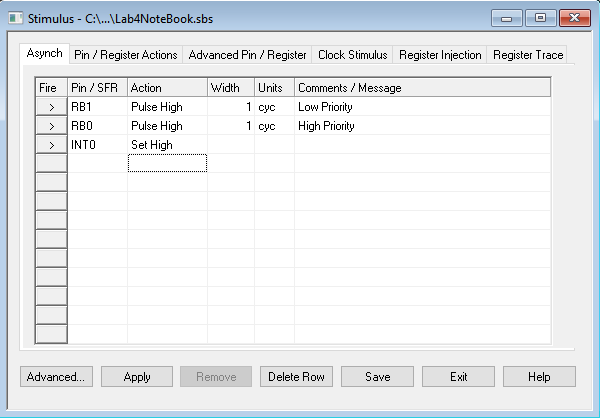 Stimulus - C:\...\Lab4NoteBook.sbs
Asynch Pin / Register Actions Advanced Pin / Register Clock Stimulus Register Injection Register Trace
Fire Pin / SFR Action Width Units Comments / Message
> RB1 Pulse High 1 cyc Low Priority
> RB0 Pulse High 1 cyc High Priority
> INT0 Set High
Advanced... Apply Remove Delete Row Save Exit Help